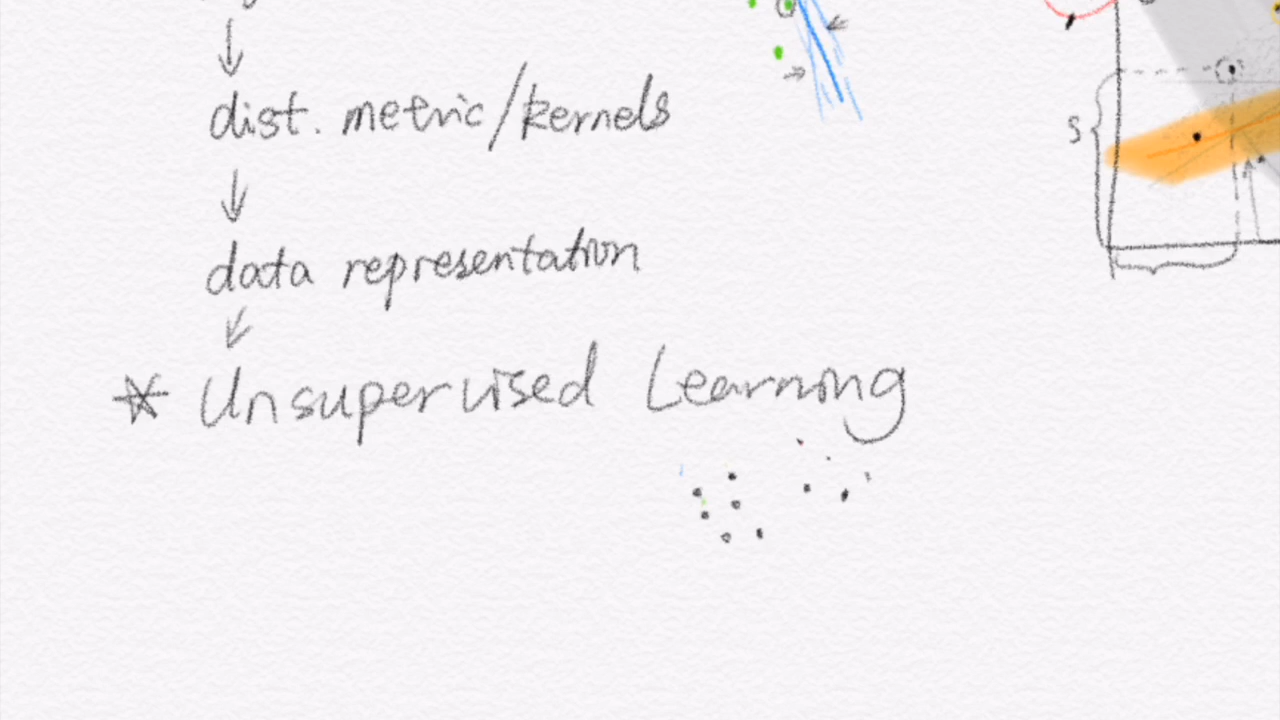 dist. metric/kernels
data representation
* Unsupervised Learning
S